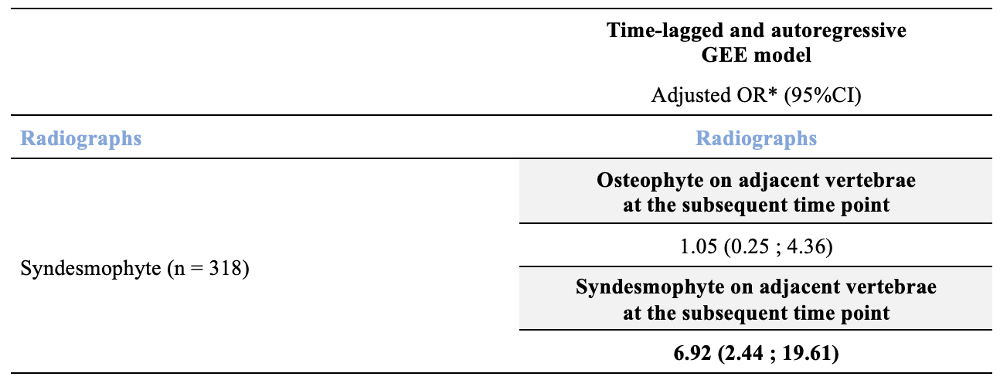 Time-lagged and autoregressive
GEE model
Adjusted OR* (95%CI)
Radiographs
Radiographs
Osteophyte on adjacent vertebrae
at the subsequent time point
1.05 (0.25 ; 4.36)
Syndesmophyte (n = 318)
Syndesmophyte on adjacent vertebrae
at the subsequent time point
6.92 (2.44 ; 19.61)